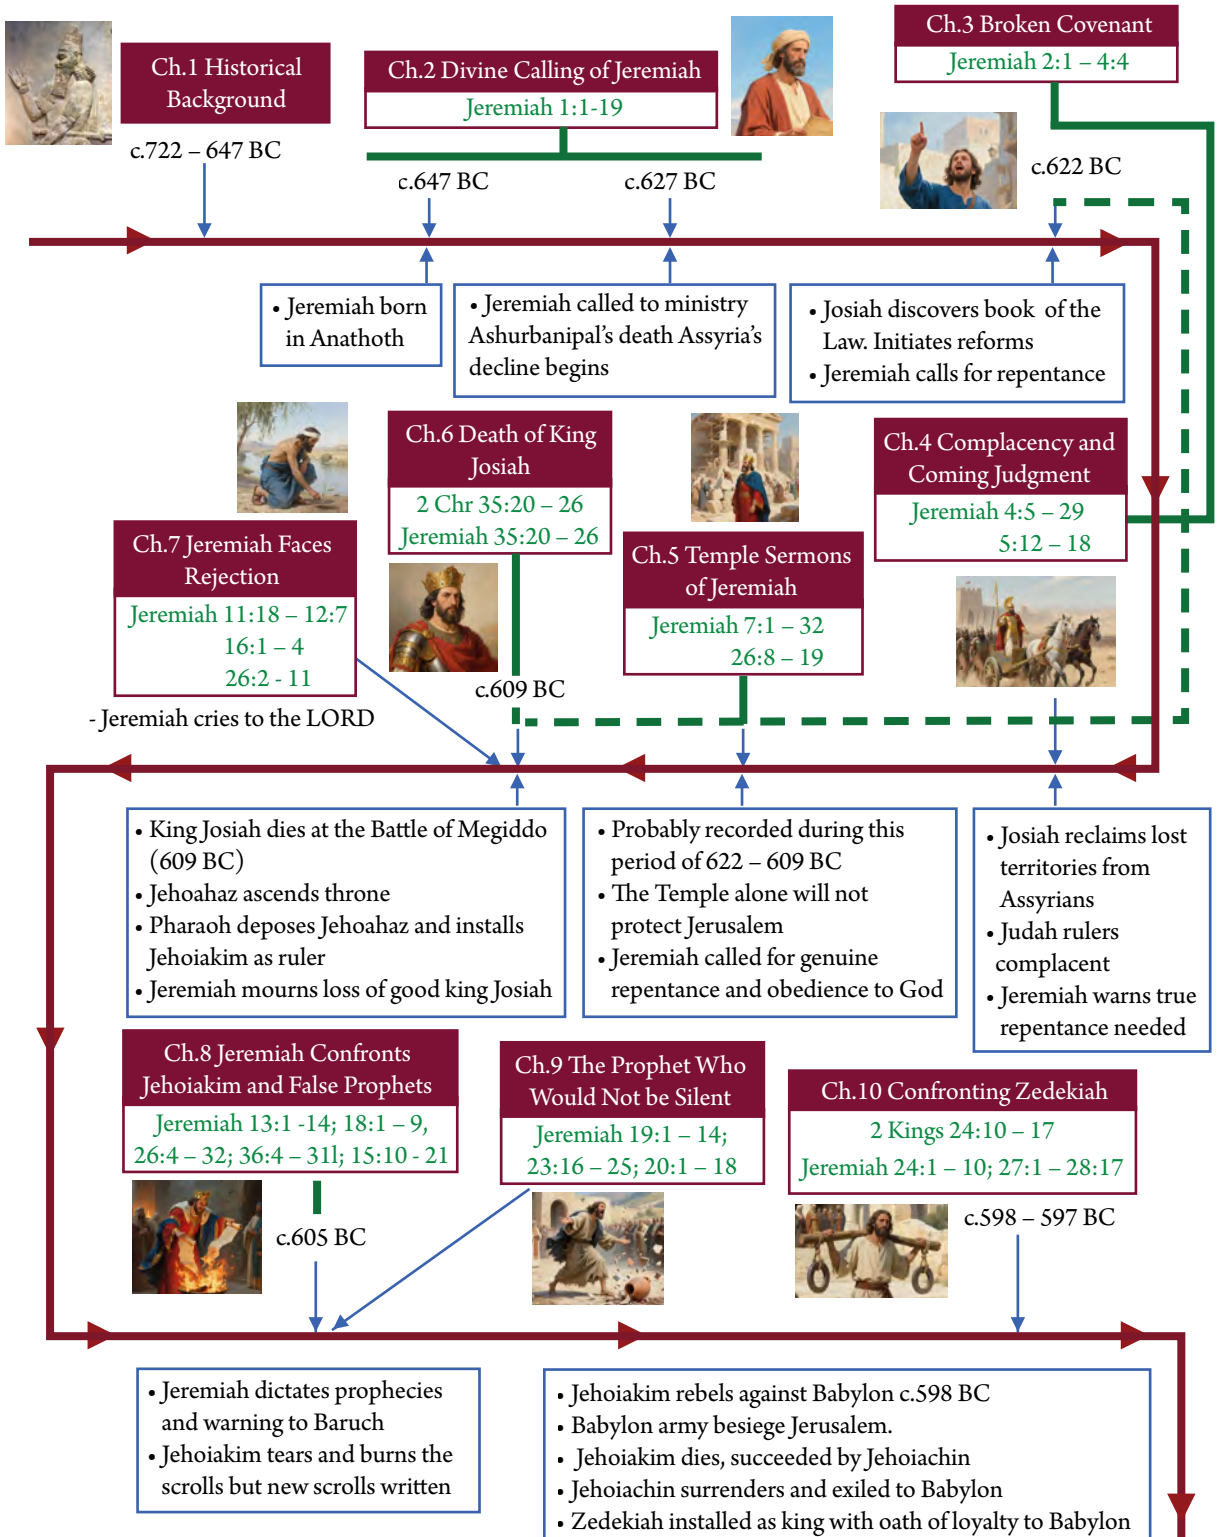 Ch.1 Historical
Background
c.722 – 647 BC
Ch.2 Divine Calling of Jeremiah
Jeremiah 1:1-19
c.647 BC
c.627 BC
Ch.3 Broken Covenant
Jeremiah 2:1 – 4:4
c.622 BC
• Jeremiah born
in Anathoth
• Jeremiah called to ministry
Ashurbanipal’s death Assyria’s
decline begins
• Josiah discovers book of the
Law. Initiates reforms
• Jeremiah calls for repentance
Ch.4 Complacency and
Coming Judgment
Jeremiah 4:5 – 29
5:12 – 18
Ch.5 Temple Sermons
of Jeremiah
Jeremiah 7:1 – 32
26:8 – 19
Ch.6 Death of King
Josiah
2 Chr 35:20 – 26
Jeremiah 35:20 – 26
c.609 BC
Ch.7 Jeremiah Faces
Rejection
Jeremiah 11:18 – 12:7
16:1 – 4
26:2 - 11
- Jeremiah cries to the LORD
• King Josiah dies at the Battle of Megiddo
(609 BC)
• Jehoahaz ascends throne
• Pharaoh deposes Jehoahaz and installs
Jehoiakim as ruler
• Jeremiah mourns loss of good king Josiah
• Probably recorded during this
period of 622 – 609 BC
• The Temple alone will not
protect Jerusalem
• Jeremiah called for genuine
repentance and obedience to God
• Josiah reclaims lost
territories from
Assyrians
• Judah rulers
complacent
• Jeremiah warns true
repentance needed
Ch.8 Jeremiah Confronts
Jehoiakim and False Prophets
Jeremiah 13:1 -14; 18:1 – 9,
26:4 – 32; 36:4 – 31l; 15:10 - 21
c.605 BC
Ch.9 The Prophet Who
Would Not be Silent
Jeremiah 19:1 – 14;
23:16 – 25; 20:1 – 18
Ch.10 Confronting Zedekiah
2 Kings 24:10 – 17
Jeremiah 24:1 – 10; 27:1 – 28:17
c.598 – 597 BC
• Jeremiah dictates prophecies
and warning to Baruch
• Jehoiakim tears and burns the
scrolls but new scrolls written
• Jehoiakim rebels against Babylon c.598 BC
• Babylon army besiege Jerusalem.
• Jehoiakim dies, succeeded by Jehoiachin
• Jehoiachin surrenders and exiled to Babylon
• Zedekiah installed as king with oath of loyalty to Babylon